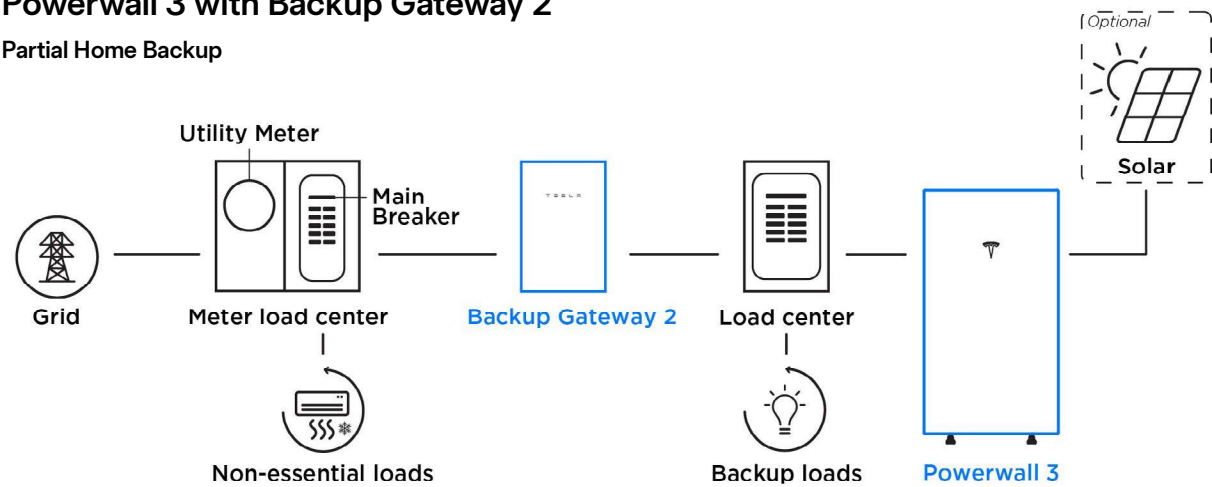 Powerwall 3 with Backup Gateway 2
Partial Home Backup
Optional
Solar
Utility Meter
Main
Breaker
TESLA
Grid
Meter load center
Backup Gateway 2
Load center
Non-essential loads
Backup loads
Powerwall 3